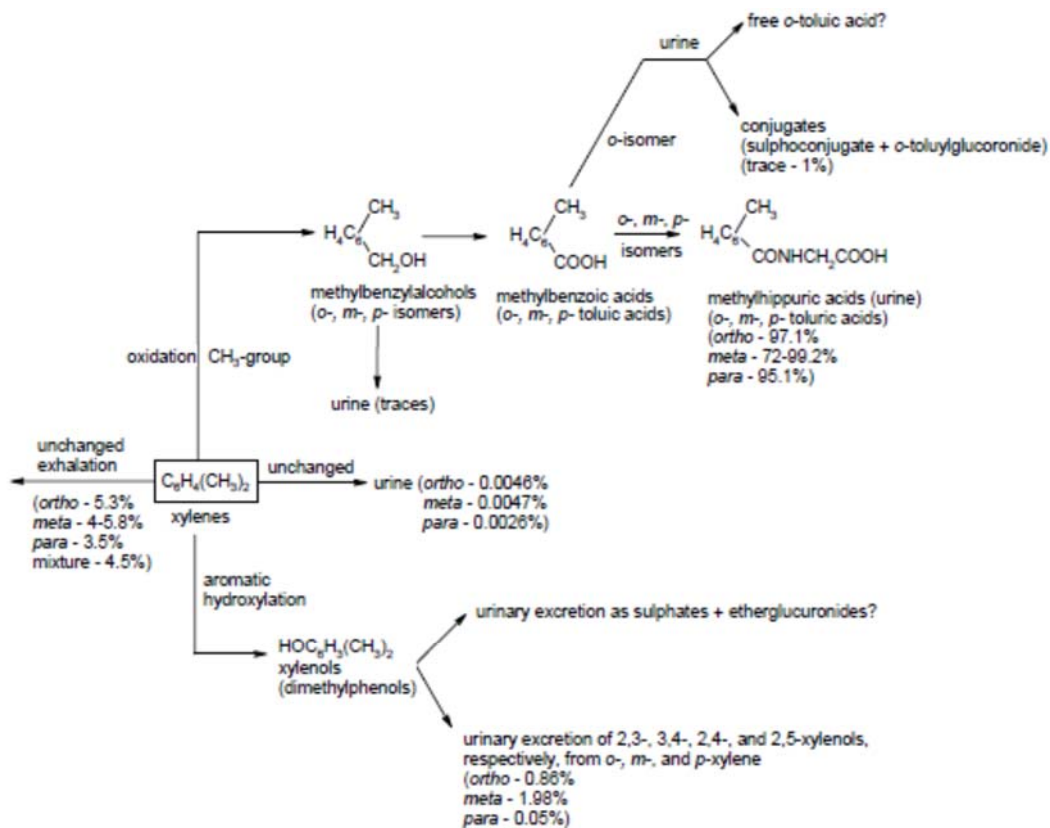 free o-toluic acid?
urine
conjugates
(sulphoconjugate + o-toluylglucoronide)
(trace - 1%)
o-isomer
CH₃
H₄C₆
CH₂OH
methylbenzylalcohols
(o-, m-, p- isomers)
CH₃
H₄C₆
COOH
methylbenzoic acids
(o-, m-, p- toluic acids)
o-, m-, p-
isomers
CH₃
H₄C₆
CONHCH₂COOH
methylhippuric acids (urine)
(o-, m-, p- toluric acids)
(ortho - 97.1%
meta - 72-99.2%
para - 95.1%)
oxidation CH₃-group
urine (traces)
unchanged
exhalation
(ortho - 5.3%
meta - 4-5.8%
para - 3.5%
mixture - 4.5%)
C₆H₄(CH₃)₂
xylenes
unchanged
urine (ortho - 0.0046%
meta - 0.0047%
para - 0.0026%)
aromatic
hydroxylation
HOC₆H₃(CH₃)₂
xylenols
(dimethylphenols)
urinary excretion as sulphates + etherglucuronides?
urinary excretion of 2,3-, 3,4-, 2,4-, and 2,5-xylenols,
respectively, from o-, m-, and p-xylene
(ortho - 0.86%
meta - 1.98%
para - 0.05%)